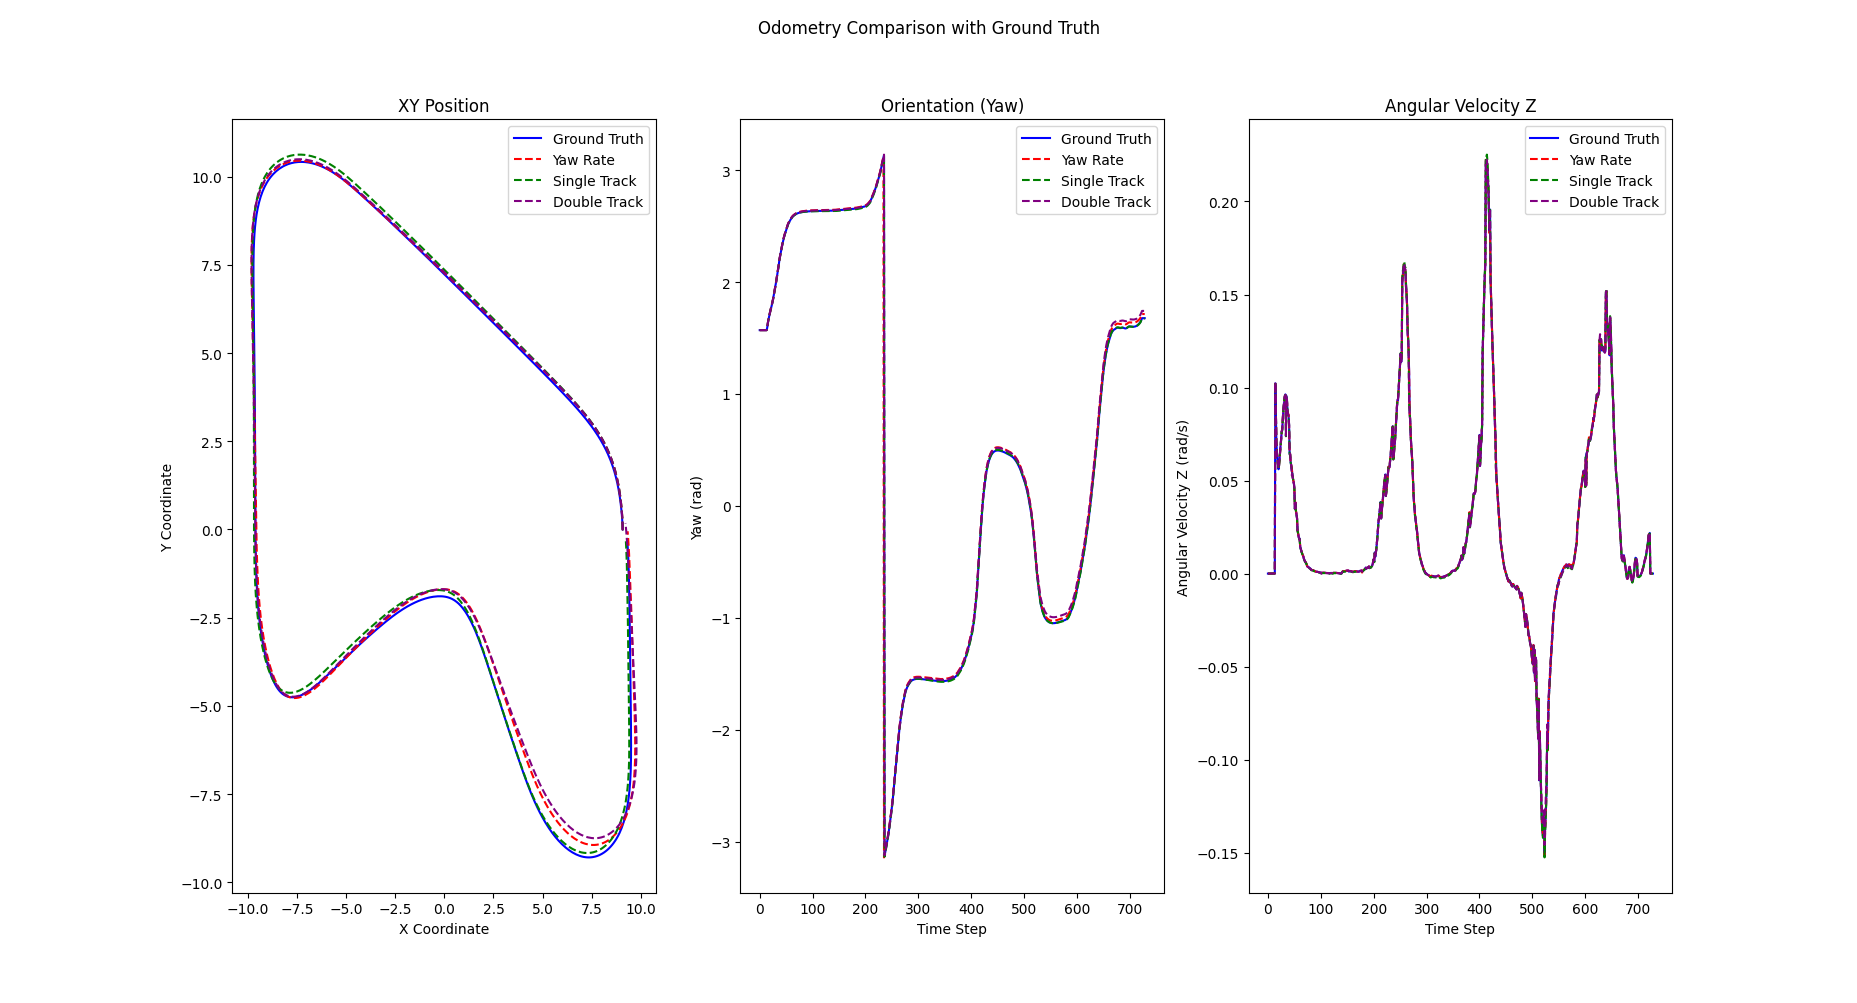 Odometry Comparison with Ground Truth
XY Position
Ground Truth
Yaw Rate
Single Track
Double Track
Y Coordinate
10.0
7.5
5.0
2.5
0.0
−2.5
−5.0
−7.5
−10.0
−10.0 −7.5 −5.0 −2.5 0.0 2.5 5.0 7.5 10.0
X Coordinate
Orientation (Yaw)
Ground Truth
Yaw Rate
Single Track
Double Track
Yaw (rad)
3
2
1
0
−1
−2
−3
0 100 200 300 400 500 600 700
Time Step
Angular Velocity Z
Ground Truth
Yaw Rate
Single Track
Double Track
Angular Velocity Z (rad/s)
0.20
0.15
0.10
0.05
0.00
−0.05
−0.10
−0.15
0 100 200 300 400 500 600 700
Time Step